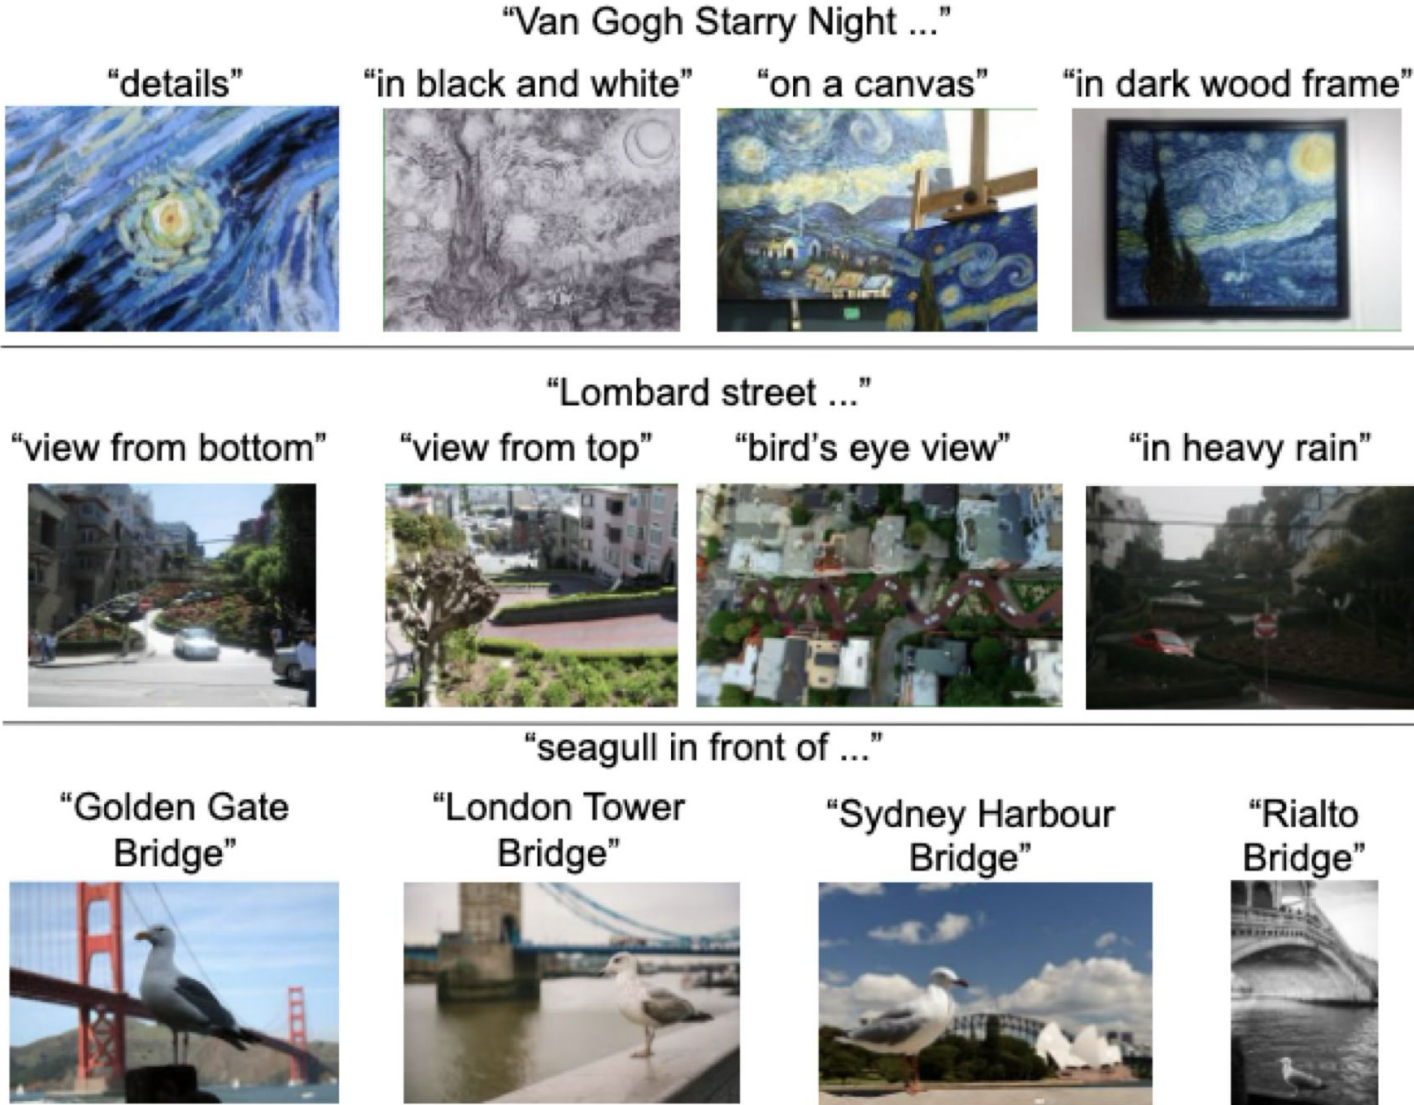 “Van Gogh Starry Night ...”
“details” “in black and white” “on a canvas” “in dark wood frame”
“Lombard street ...”
“view from bottom” “view from top” “bird’s eye view” “in heavy rain”
“seagull in front of ...”
“Golden Gate
Bridge”
“London Tower
Bridge”
“Sydney Harbour
Bridge”
“Rialto
Bridge”